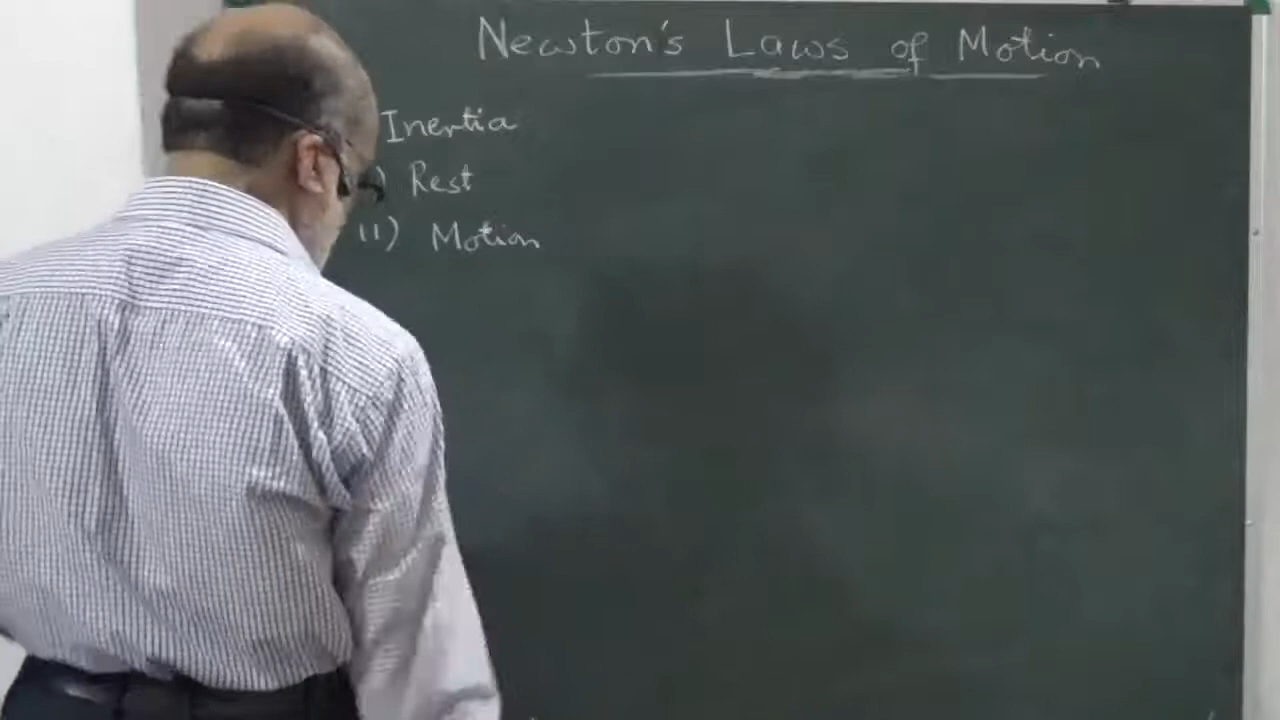 Newton's Laws of Motion
Inertia
) Rest
ii) Motion